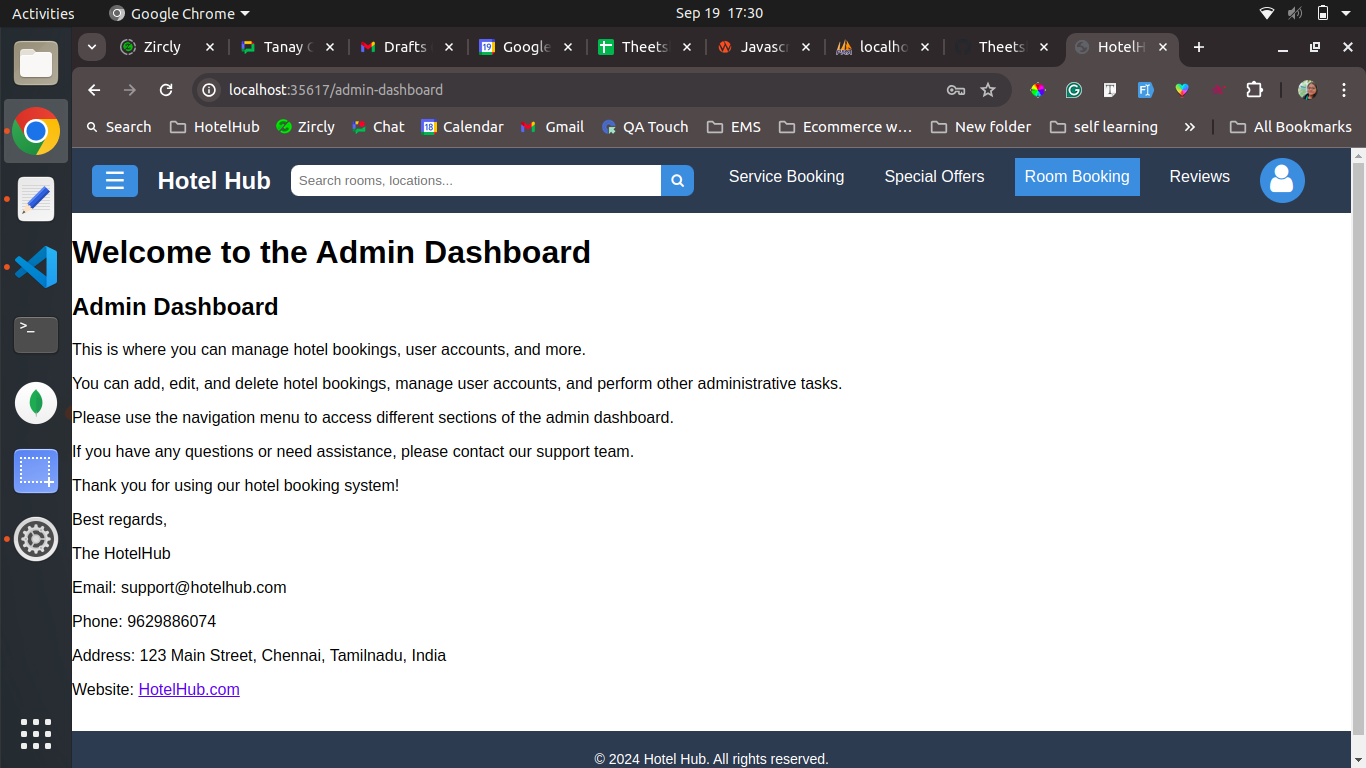 Activities Google Chrome Sep 19 17:30
Zircly Tanay Drafts Google Theets Javascr localho Theets HotelH
localhost:35617/admin-dashboard
Search HotelHub Zircly Chat Calendar Gmail QA Touch EMS Ecommerce w... New folder self learning » All Bookmarks
☰ Hotel Hub Search rooms, locations... Service Booking Special Offers Room Booking Reviews
Welcome to the Admin Dashboard
Admin Dashboard
This is where you can manage hotel bookings, user accounts, and more.
You can add, edit, and delete hotel bookings, manage user accounts, and perform other administrative tasks.
Please use the navigation menu to access different sections of the admin dashboard.
If you have any questions or need assistance, please contact our support team.
Thank you for using our hotel booking system!
Best regards,
The HotelHub
Email: support@hotelhub.com
Phone: 9629886074
Address: 123 Main Street, Chennai, Tamilnadu, India
Website: HotelHub.com
© 2024 Hotel Hub. All rights reserved.